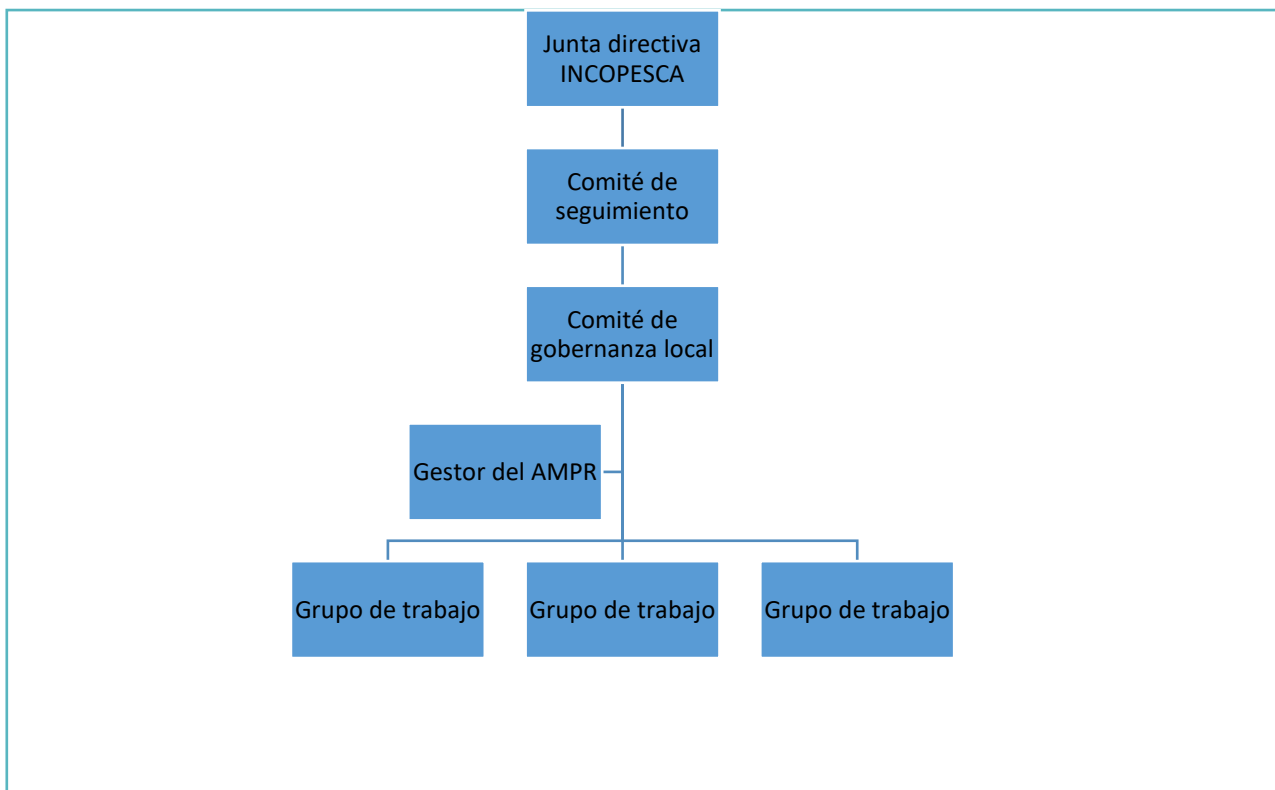 Junta directiva
INCOPESCA
Comité de
seguimiento
Comité de
gobernanza local
Gestor del AMPR
Grupo de trabajo
Grupo de trabajo
Grupo de trabajo